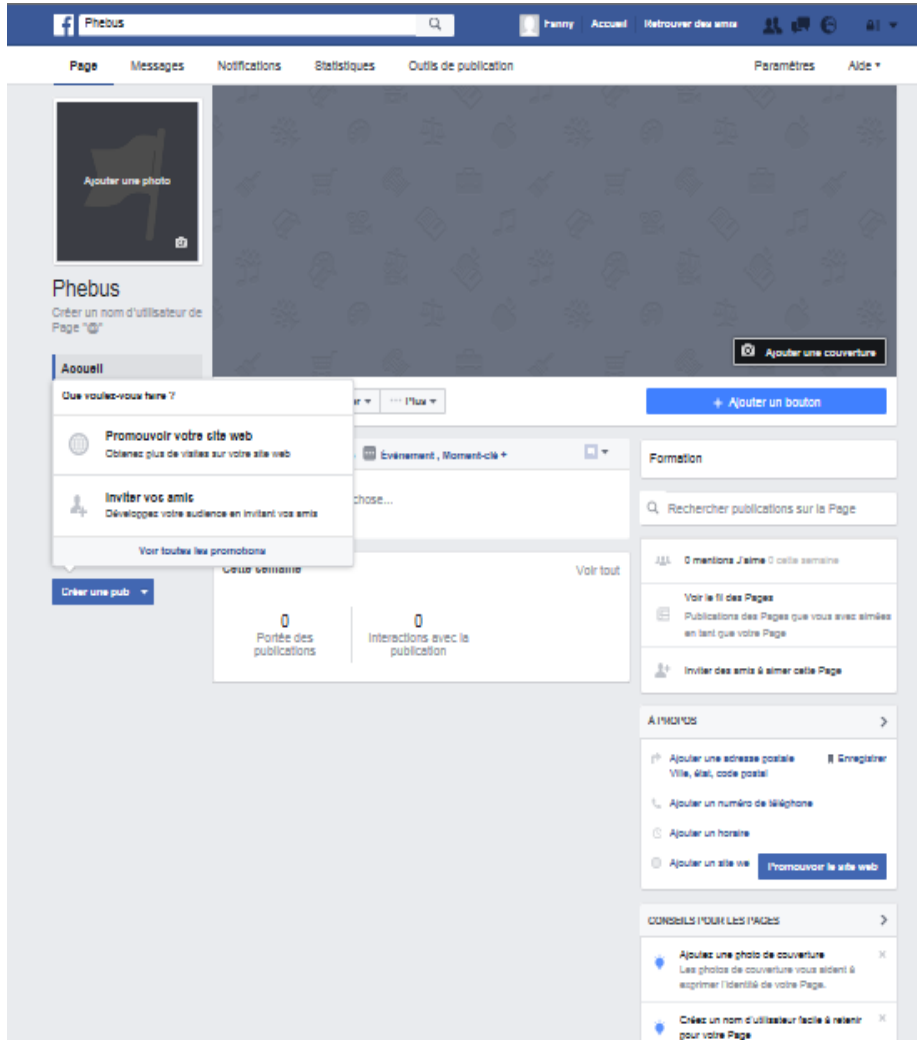 Phebus
Fanny Accueil Retrouver des amis
Page Messages Notifications Statistiques Outils de publication Paramètres Aide
Ajouter une photo
Phebus
Créer un nom d'utilisateur de
Page "@"
Ajouter une couverture
Accueil
Que voulez-vous faire ?
Promouvoir votre site web
Obtenez plus de visites sur votre site web
Inviter vos amis
Développez votre audience en invitant vos amis
Voir toutes les promotions
Créer une pub
··· Plus
+ Ajouter un bouton
Événement , Moment-clé +
chose...
Cette semaine Voir tout
0
Portée des
publications
0
Interactions avec la
publication
Formation
Rechercher publications sur la Page
0 mentions J'aime 0 cette semaine
Voir le fil des Pages
Publications des Pages que vous avez aimées
en tant que votre Page
Inviter des amis à aimer cette Page
À PROPOS
Ajouter une adresse postale Enregistrer
Ville, état, code postal
Ajouter un numéro de téléphone
Ajouter un horaire
Ajouter un site we Promouvoir le site web
CONSEILS POUR LES PAGES
Ajoutez une photo de couverture
Les photos de couverture vous aident à
exprimer l'identité de votre Page.
Créez un nom d'utilisateur facile à retenir
pour votre Page